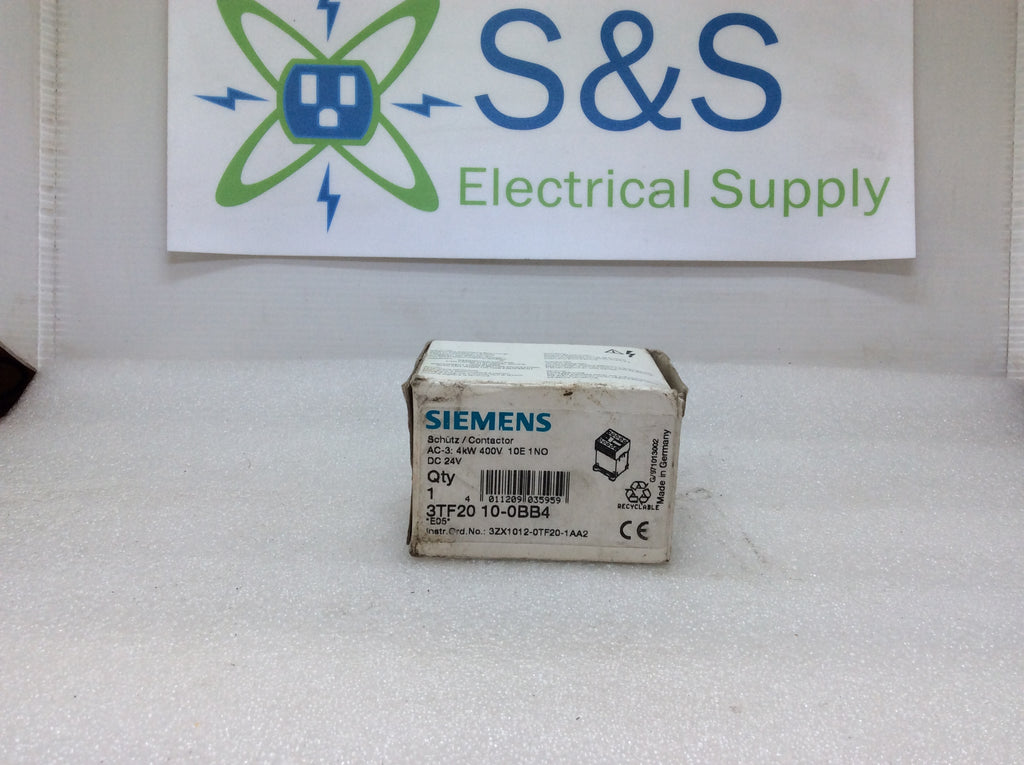 S&S
Electrical Supply
SIEMENS
Schütz / Contactor
AC-3: 4kW 400V 10E 1NO
DC 24V
Qty
1
4 011209 035959
3TF20 10-0BB4
*E05*
Instr.Ord.No.: 3ZX1012-0TF20-1AA2
RECYCLABLE
CE
G/971013002
Made in Germany